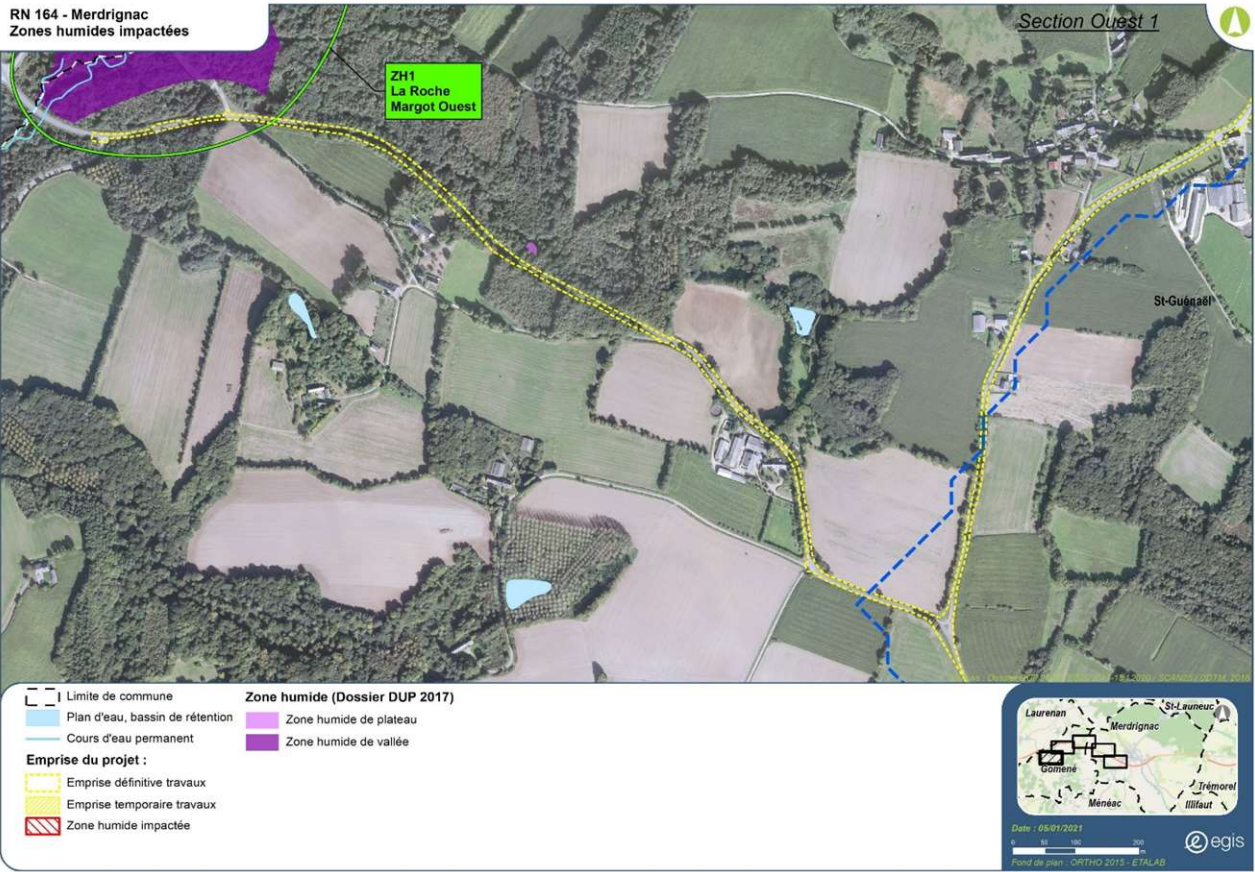 RN 164 - Merdrignac
Zones humides impactées
Section Ouest 1
ZH1
La Roche
Margot Ouest
St-Guénaël
Limite de commune
Plan d'eau, bassin de rétention
Cours d'eau permanent
Emprise du projet :
Emprise définitive travaux
Emprise temporaire travaux
Zone humide impactée
Zone humide (Dossier DUP 2017)
Zone humide de plateau
Zone humide de vallée
Laurenan
St-Launeuc
Merdrignac
Gomené
Trémorel
Ménéac
Illifaut
Date : 05/01/2021
0 50 100 200
m
egis
Fond de plan : ORTHO 2015 - ETALAB